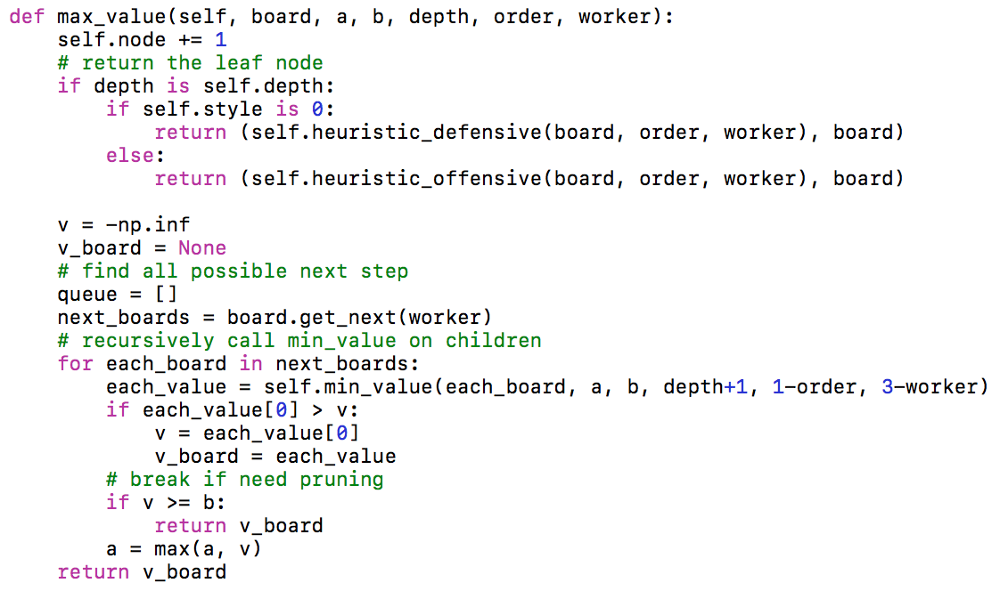 def max_value(self, board, a, b, depth, order, worker):
    self.node += 1
    # return the leaf node
    if depth is self.depth:
        if self.style is 0:
            return (self.heuristic_defensive(board, order, worker), board)
        else:
            return (self.heuristic_offensive(board, order, worker), board)

    v = -np.inf
    v_board = None
    # find all possible next step
    queue = []
    next_boards = board.get_next(worker)
    # recursively call min_value on children
    for each_board in next_boards:
        each_value = self.min_value(each_board, a, b, depth+1, 1-order, 3-worker)
        if each_value[0] > v:
            v = each_value[0]
            v_board = each_value
        # break if need pruning
        if v >= b:
            return v_board
        a = max(a, v)
    return v_board